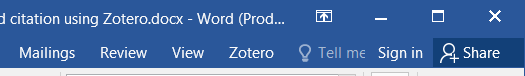 d citation using Zotero.docx - Word (Prod...
Mailings Review View Zotero Tell me Sign in Share